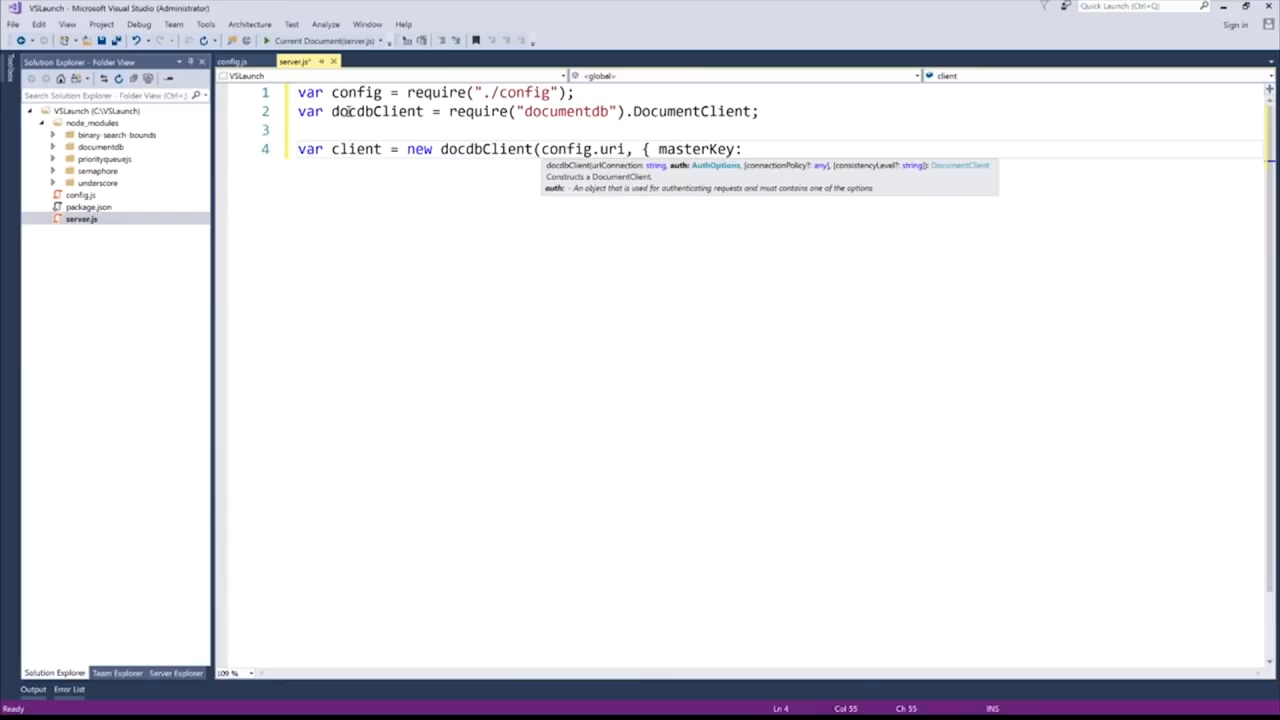 VSLaunch - Microsoft Visual Studio (Administrator)
Quick Launch (Ctrl+Q)
File Edit View Project Debug Team Tools Architecture Test Analyze Window Help
Sign in
Current Document(server.js)
Toolbox
Solution Explorer - Folder View
config.js
server.js*
VSLaunch
<global>
client
Search Solution Explorer - Folder View (Ctrl+;)
VSLaunch (C:\VSLaunch)
node_modules
binary-search-bounds
documentdb
priorityqueuejs
semaphore
underscore
config.js
package.json
server.js
1 var config = require("./config");
2 var docdbClient = require("documentdb").DocumentClient;
3
4 var client = new docdbClient(config.uri, { masterKey:
docdbClient(urlConnection: string, auth: AuthOptions, [connectionPolicy?: any], [consistencyLevel?: string]): DocumentClient
Constructs a DocumentClient.
auth: - An object that is used for authenticating requests and must contains one of the options
Solution Explorer Team Explorer Server Explorer
109 %
Output Error List
Ready
Ln 4
Col 55
Ch 55
INS